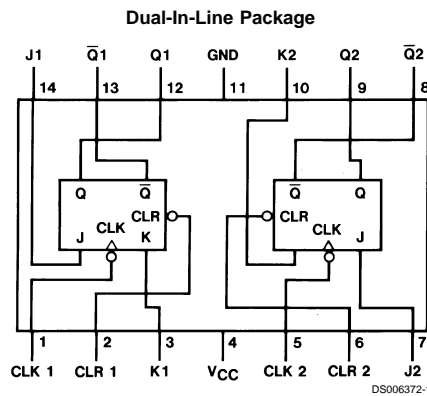 Dual-In-Line Package
J1 Q̅1 Q1 GND K2 Q2 Q̅2
14 13 12 11 10 9 8
Q Q̅ Q̅ Q
CLR CLR
CLK CLK
J K J
1 2 3 4 5 6 7
CLK 1 CLR 1 K1 VCC CLK 2 CLR 2 J2
DS006372-